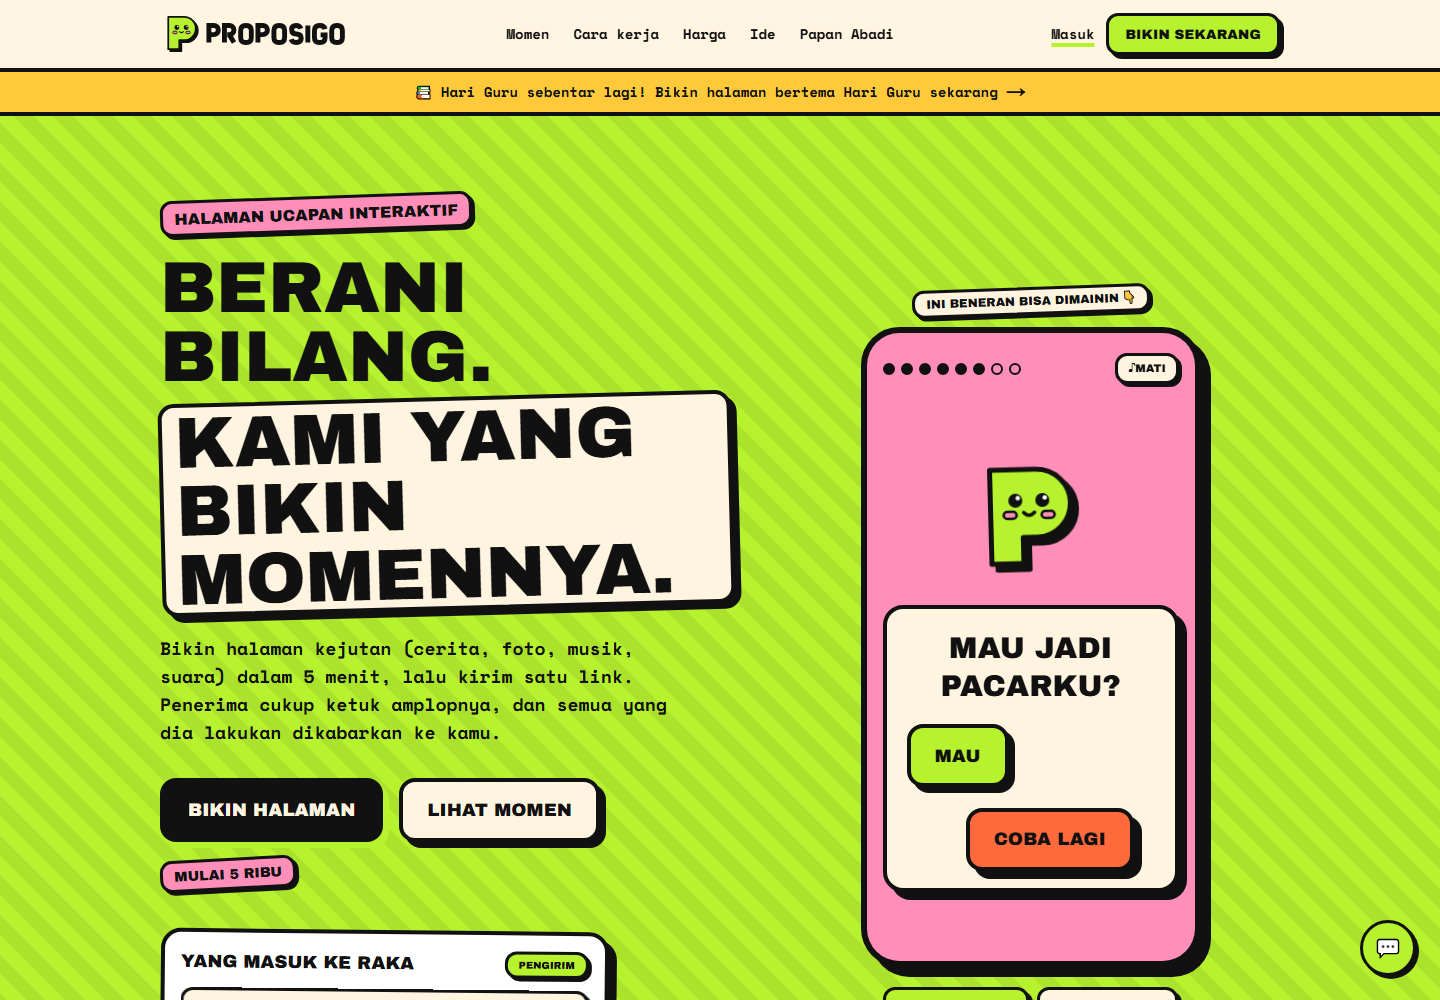 PROPOSIGO
Momen Cara kerja Harga Ide Papan Abadi
Masuk
BIKIN SEKARANG
Hari Guru sebentar lagi! Bikin halaman bertema Hari Guru sekarang →
HALAMAN UCAPAN INTERAKTIF
BERANI
BILANG.
KAMI YANG
BIKIN
MOMENNYA.
Bikin halaman kejutan (cerita, foto, musik,
suara) dalam 5 menit, lalu kirim satu link.
Penerima cukup ketuk amplopnya, dan semua yang
dia lakukan dikabarkan ke kamu.
BIKIN HALAMAN
LIHAT MOMEN
MULAI 5 RIBU
YANG MASUK KE RAKA
PENGIRIM
INI BENERAN BISA DIMAININ
♪MATI
MAU JADI
PACARKU?
MAU
COBA LAGI